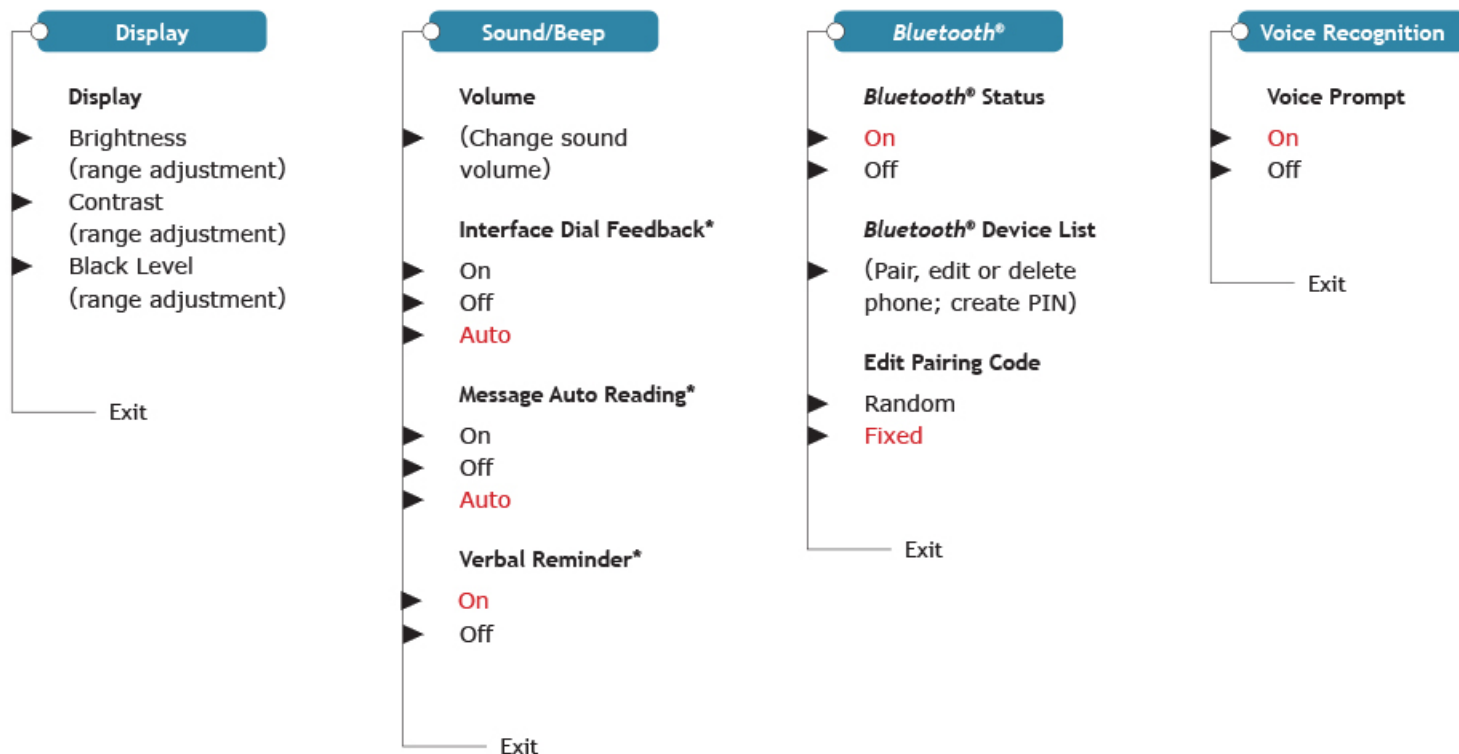 Display
Display
Brightness
(range adjustment)
Contrast
(range adjustment)
Black Level
(range adjustment)
Exit
Sound/Beep
Volume
(Change sound
volume)
Interface Dial Feedback*
On
Off
Auto
Message Auto Reading*
On
Off
Auto
Verbal Reminder*
On
Off
Exit
Bluetooth®
Bluetooth® Status
On
Off
Bluetooth® Device List
(Pair, edit or delete
phone; create PIN)
Edit Pairing Code
Random
Fixed
Exit
Voice Recognition
Voice Prompt
On
Off
Exit